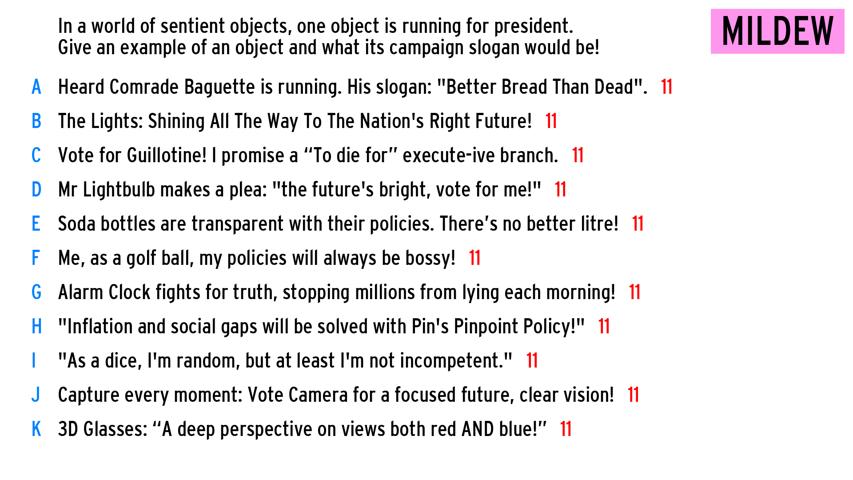 In a world of sentient objects, one object is running for president.
Give an example of an object and what its campaign slogan would be!
MILDEW
A Heard Comrade Baguette is running. His slogan: "Better Bread Than Dead". 11
B The Lights: Shining All The Way To The Nation's Right Future! 11
C Vote for Guillotine! I promise a “To die for” execute-ive branch. 11
D Mr Lightbulb makes a plea: "the future's bright, vote for me!" 11
E Soda bottles are transparent with their policies. There’s no better litre! 11
F Me, as a golf ball, my policies will always be bossy! 11
G Alarm Clock fights for truth, stopping millions from lying each morning! 11
H "Inflation and social gaps will be solved with Pin's Pinpoint Policy!" 11
I "As a dice, I'm random, but at least I'm not incompetent." 11
J Capture every moment: Vote Camera for a focused future, clear vision! 11
K 3D Glasses: “A deep perspective on views both red AND blue!” 11